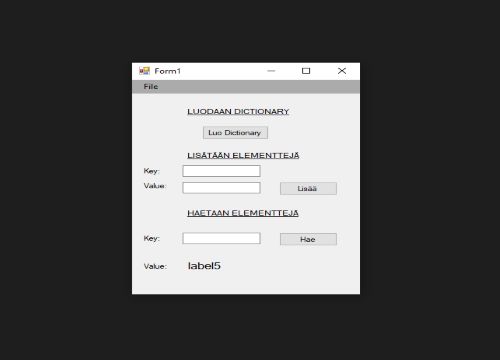 Form1
File
LUODAAN DICTIONARY
Luo Dictionary
LISÄTÄÄN ELEMENTTEJÄ
Key:
Value:
Lisää
HAETAAN ELEMENTTEJÄ
Key:
Hae
Value:
label5